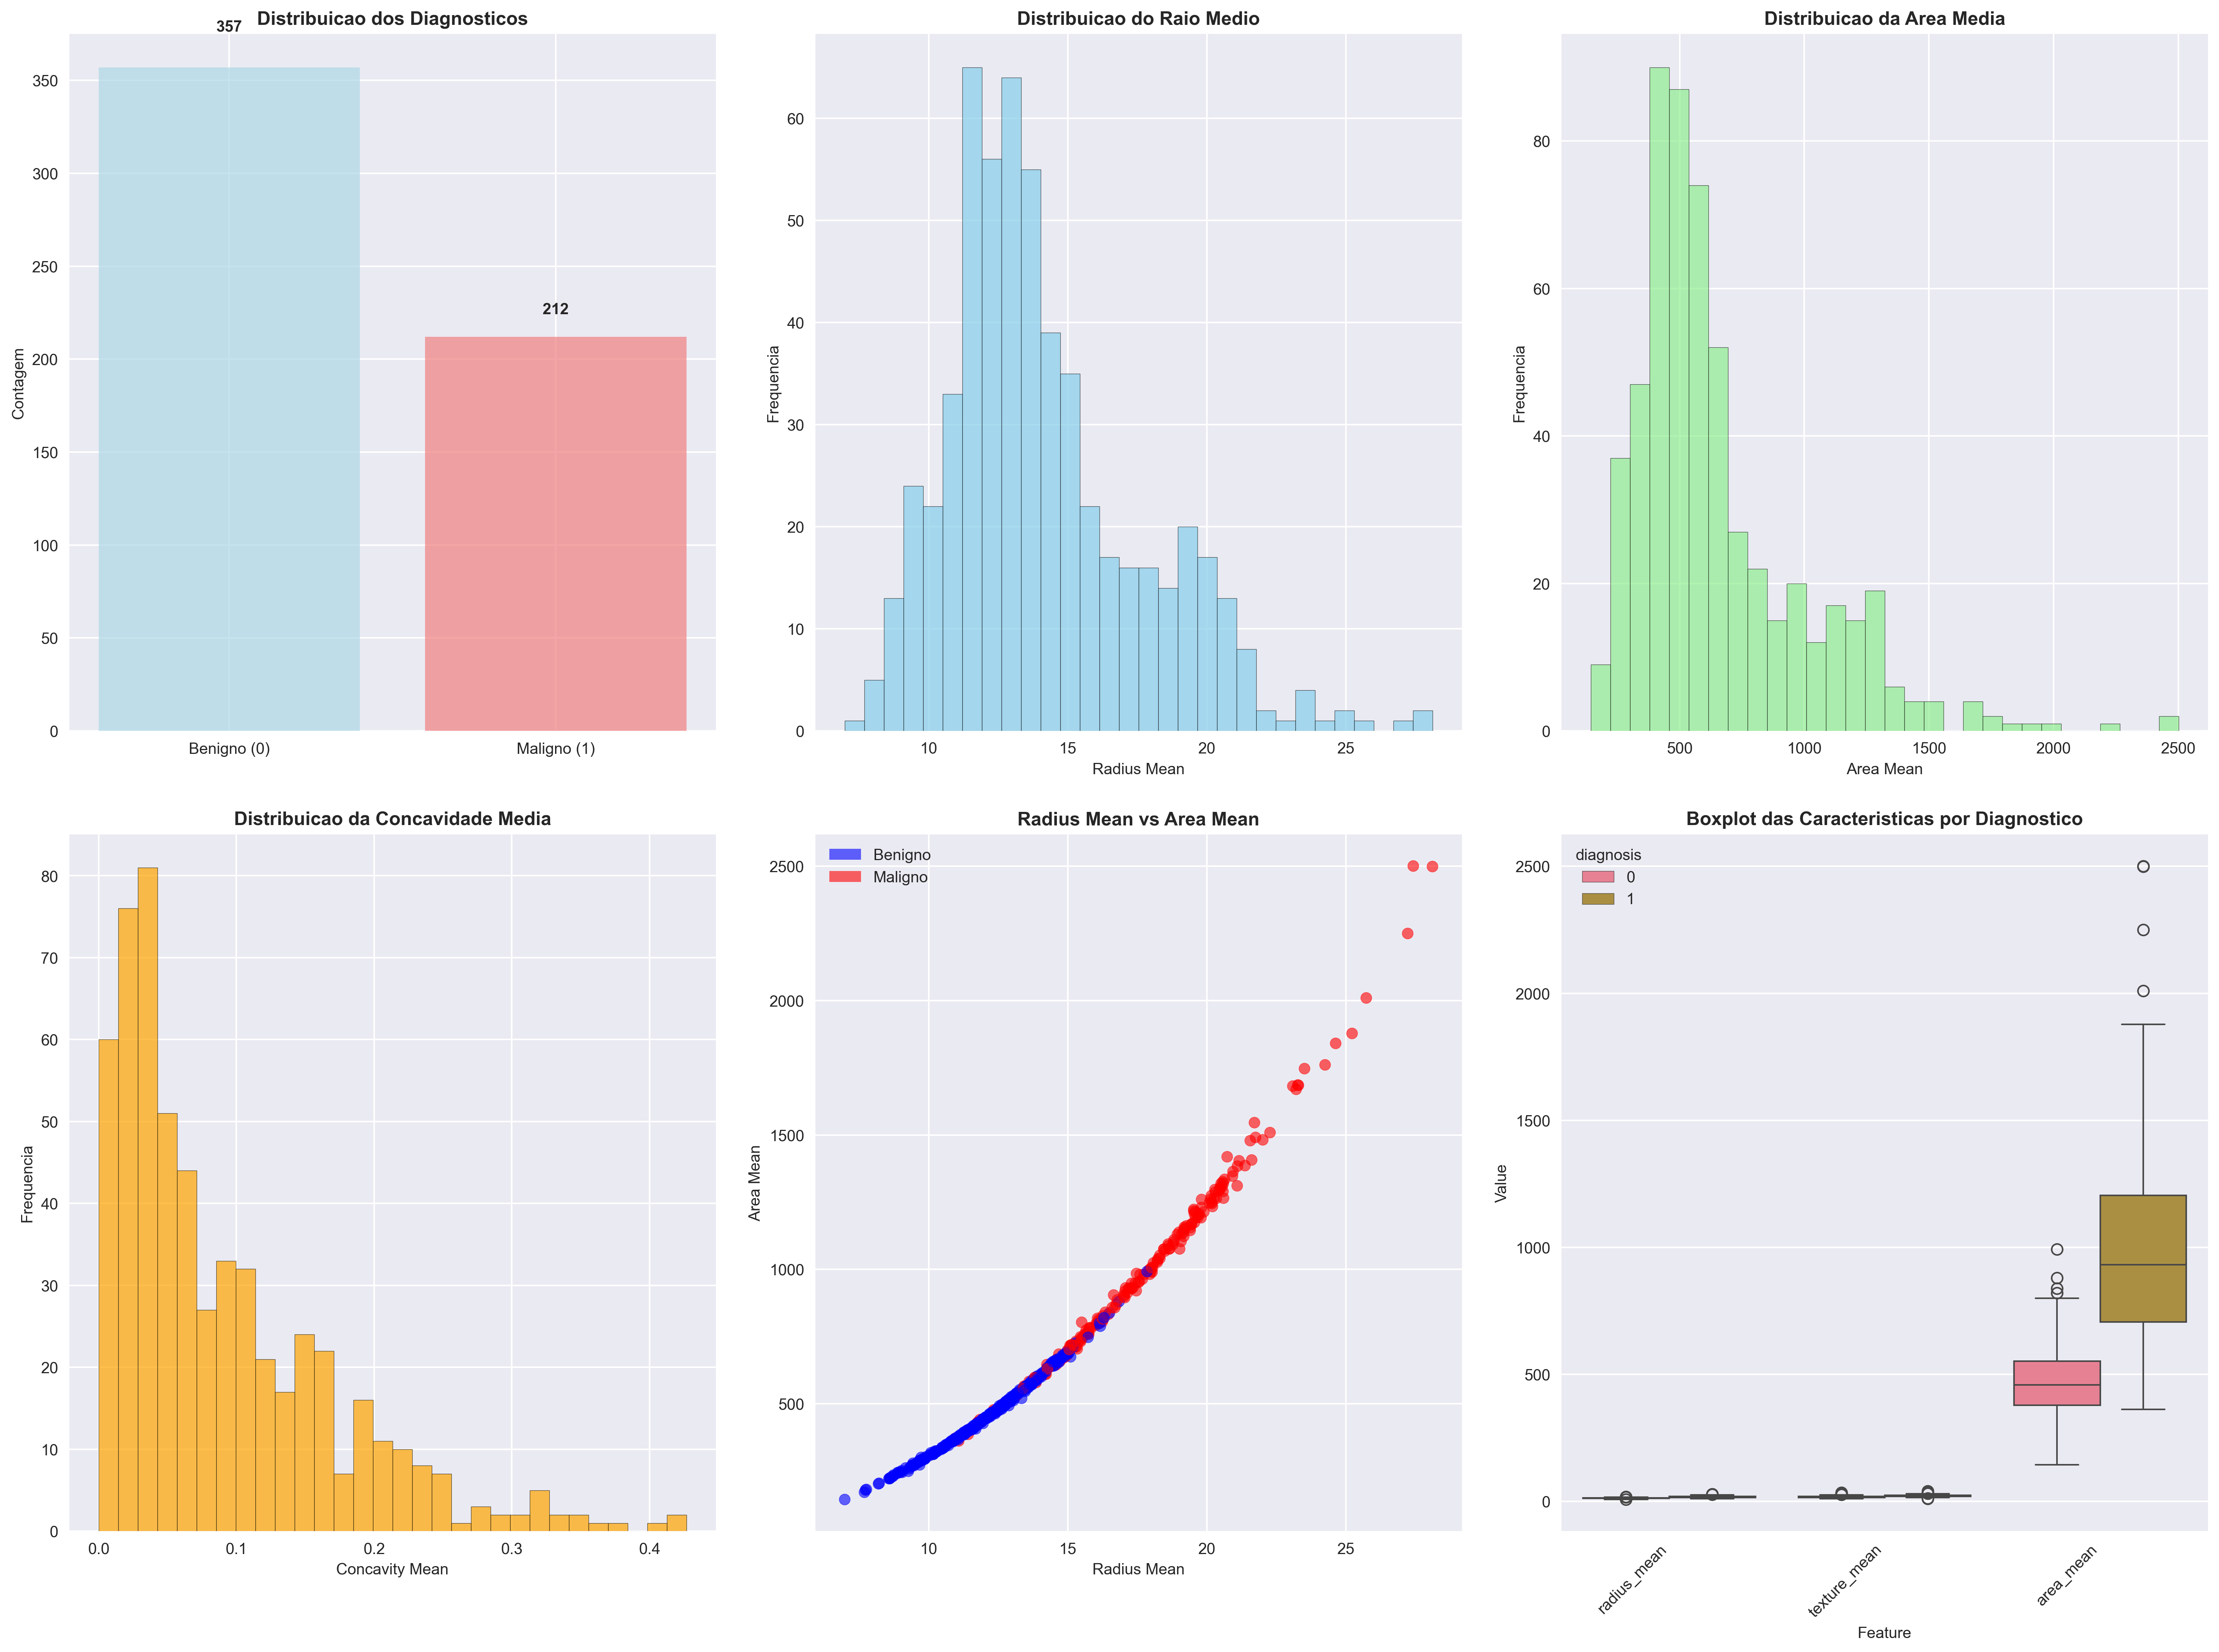 Distribuicao dos Diagnosticos
357
212
Contagem
350
300
250
200
150
100
50
0
Benigno (0)
Maligno (1)
Distribuicao do Raio Medio
Frequencia
60
50
40
30
20
10
0
10
15
20
25
Radius Mean
Distribuicao da Area Media
Frequencia
80
60
40
20
0
500
1000
1500
2000
2500
Area Mean
Distribuicao da Concavidade Media
Frequencia
80
70
60
50
40
30
20
10
0
0.0
0.1
0.2
0.3
0.4
Concavity Mean
Radius Mean vs Area Mean
Benigno
Maligno
Area Mean
2500
2000
1500
1000
500
10
15
20
25
Radius Mean
Boxplot das Caracteristicas por Diagnostico
diagnosis
0
1
Value
2500
2000
1500
1000
500
0
radius_mean
texture_mean
area_mean
Feature